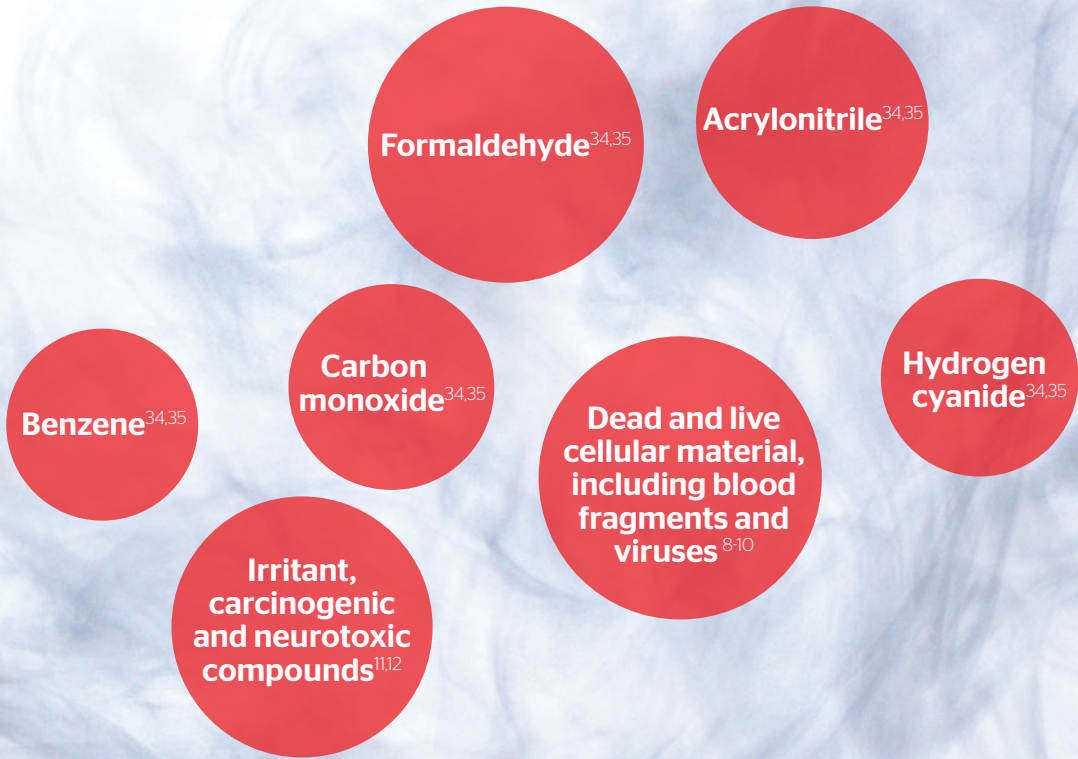 Formaldehyde34,35
Acrylonitrile34,35
Benzene34,35
Carbon
monoxide34,35
Dead and live
cellular material,
including blood
fragments and
viruses 8-10
Hydrogen
cyanide34,35
Irritant,
carcinogenic
and neurotoxic
compounds11,12